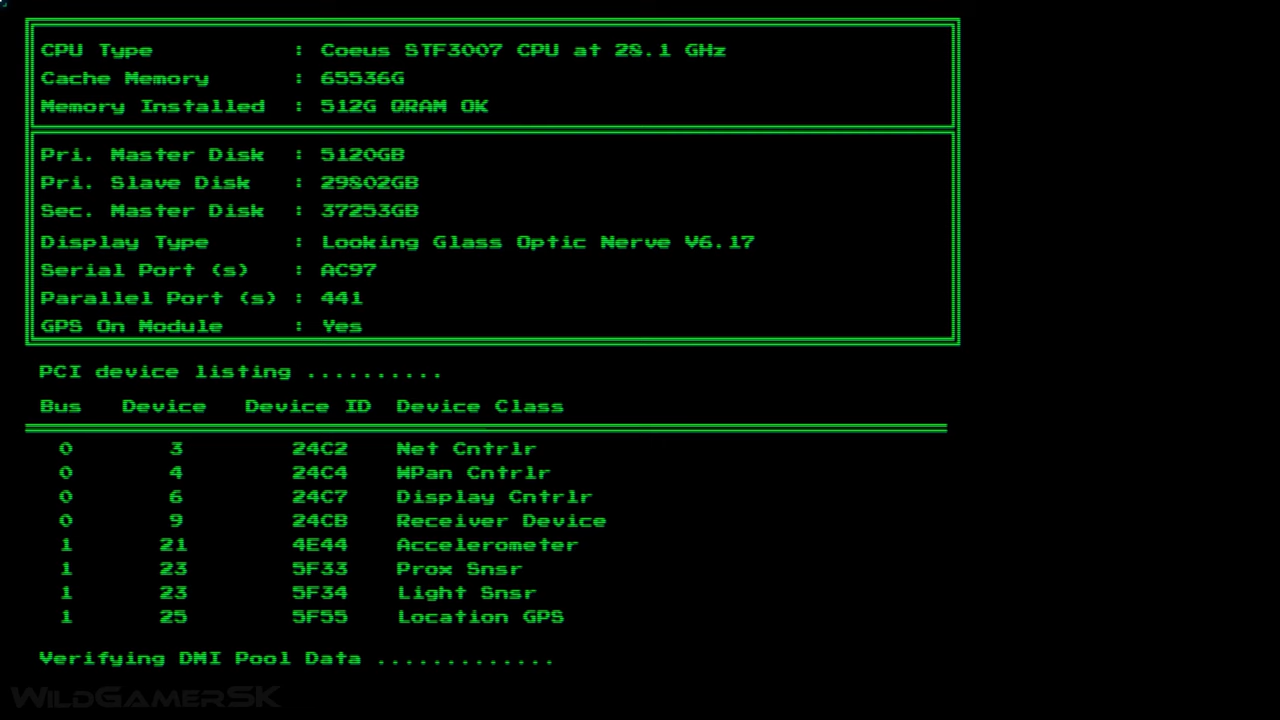 CPU Type : Coeus STF3007 CPU at 28.1 GHz
Cache Memory : 65536G
Memory Installed : 512G QRAM OK
Pri. Master Disk : 5120GB
Pri. Slave Disk : 29802GB
Sec. Master Disk : 37253GB
Display Type : Looking Glass Optic Nerve V6.17
Serial Port (s) : AC97
Parallel Port (s) : 441
GPS On Module : Yes
PCI device listing ..........
Bus Device Device ID Device Class
0 3 24C2 Net Cntrlr
0 4 24C4 WPan Cntrlr
0 6 24C7 Display Cntrlr
0 9 24CB Receiver Device
1 21 4E44 Accelerometer
1 23 5F33 Prox Snsr
1 23 5F34 Light Snsr
1 25 5F55 Location GPS
Verifying DMI Pool Data .............
WildGamerSK